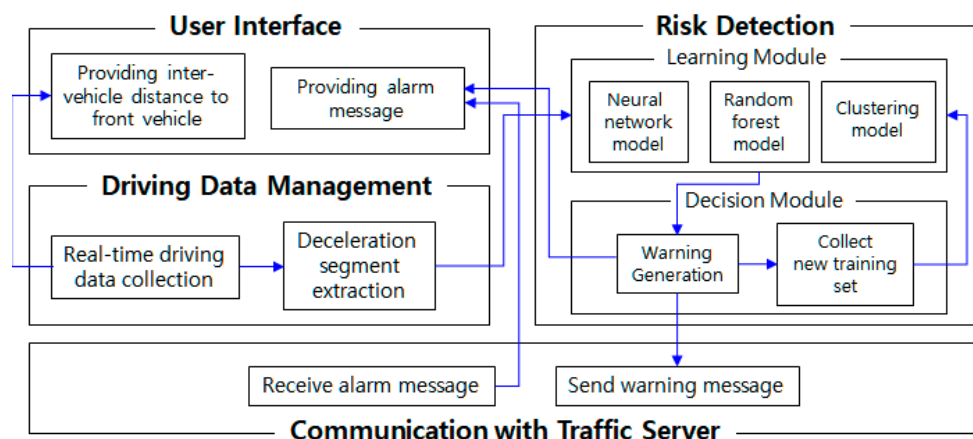 User Interface
Providing inter-
vehicle distance to
front vehicle
Providing alarm
message
Risk Detection
Learning Module
Neural
network
model
Random
forest
model
Clustering
model
Driving Data Management
Real-time driving
data collection
Deceleration
segment
extraction
Decision Module
Warning
Generation
Collect
new training
set
Receive alarm message
Send warning message
Communication with Traffic Server